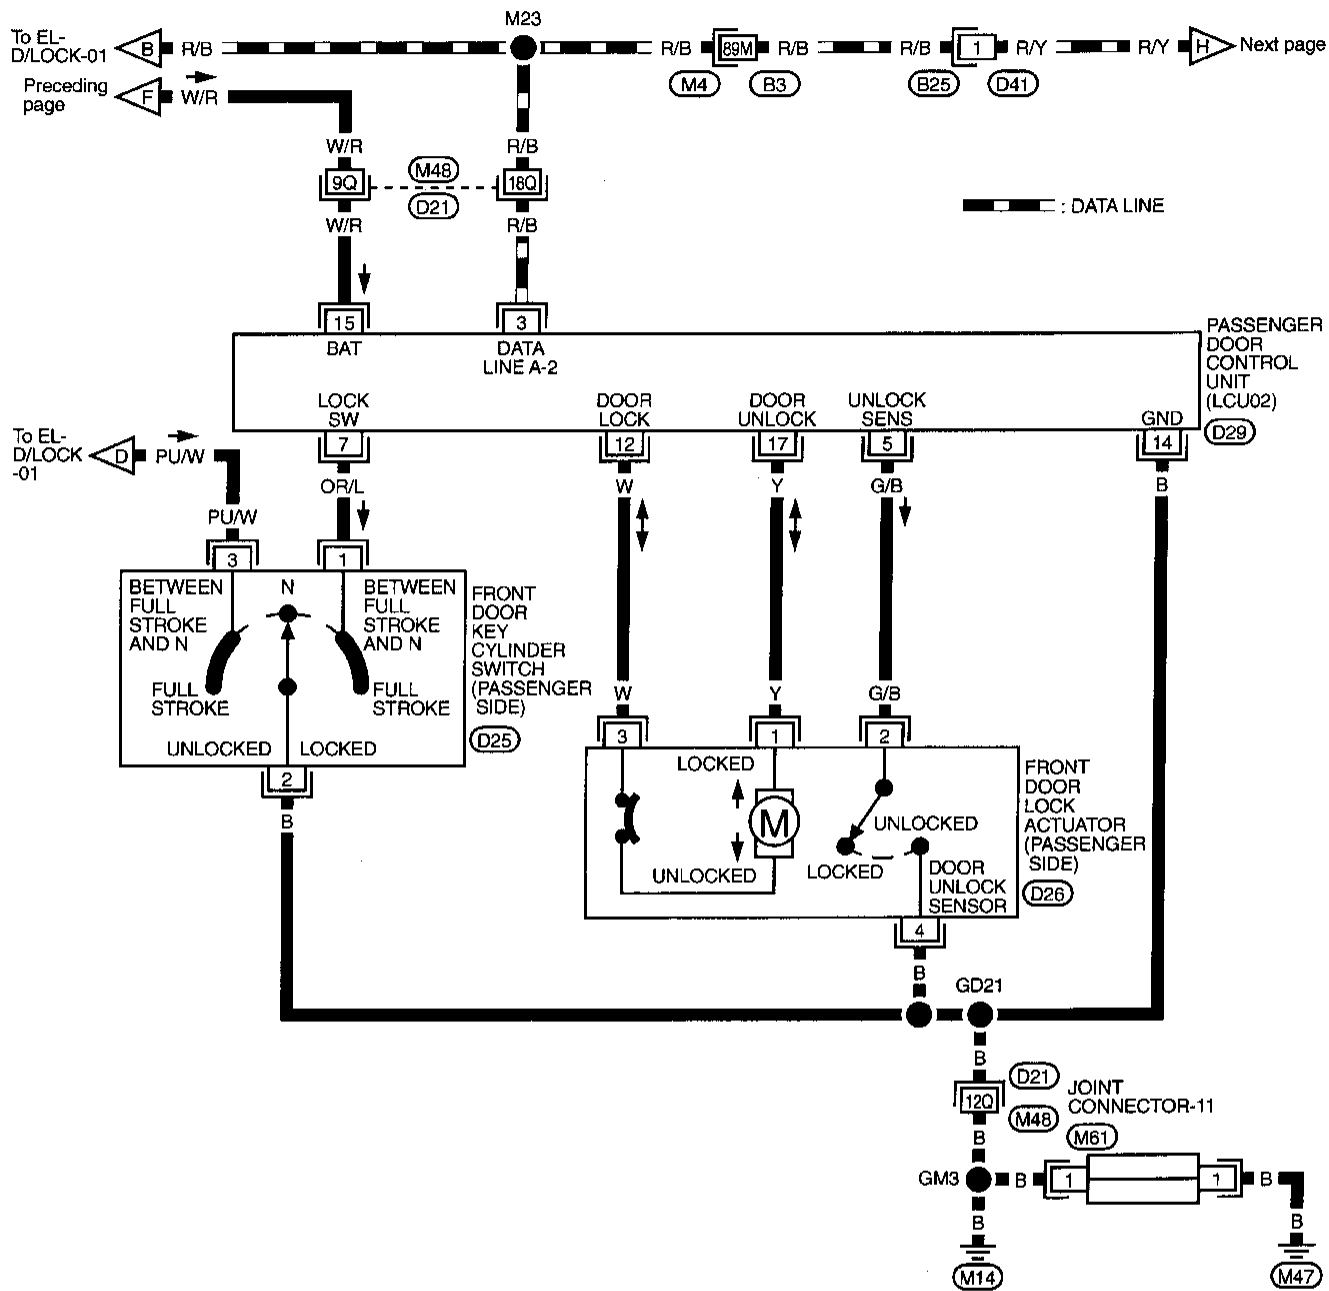 M23
To EL-
D/LOCK-01
B
R/B
R/B
89M
R/B
R/B
1
R/Y
R/Y
H
Next page
M4
B3
B25
D41
Preceding
page
F
W/R
W/R
R/B
9Q
M48
D21
18Q
W/R
R/B
: DATA LINE
15
3
BAT
DATA
LINE A-2
PASSENGER
DOOR
CONTROL
UNIT
(LCU02)
D29
LOCK
SW
DOOR
LOCK
DOOR
UNLOCK
UNLOCK
SENS
GND
7
12
17
5
14
To EL-
D/LOCK
-01
D
PU/W
PU/W
OR/L
W
Y
G/B
B
3
1
BETWEEN
FULL
STROKE
AND N
N
BETWEEN
FULL
STROKE
AND N
FULL
STROKE
FULL
STROKE
UNLOCKED
LOCKED
FRONT
DOOR
KEY
CYLINDER
SWITCH
(PASSENGER
SIDE)
D25
2
B
W
Y
G/B
3
1
2
LOCKED
M
UNLOCKED
UNLOCKED
LOCKED
DOOR
UNLOCK
SENSOR
FRONT
DOOR
LOCK
ACTUATOR
(PASSENGER
SIDE)
D26
4
B
GD21
B
D21
12Q
M48
JOINT
CONNECTOR-11
M61
B
GM3
B
1
1
B
B
B
M14
M47